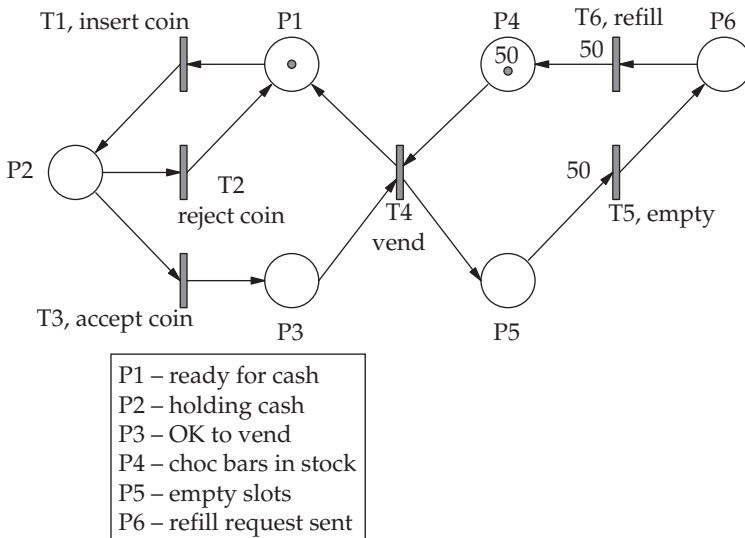 T1, insert coin
P1
P4
T6, refill
P6
50
50
P2
T2
reject coin
T4
vend
50
T5, empty
T3, accept coin
P3
P5
P1 – ready for cash
P2 – holding cash
P3 – OK to vend
P4 – choc bars in stock
P5 – empty slots
P6 – refill request sent